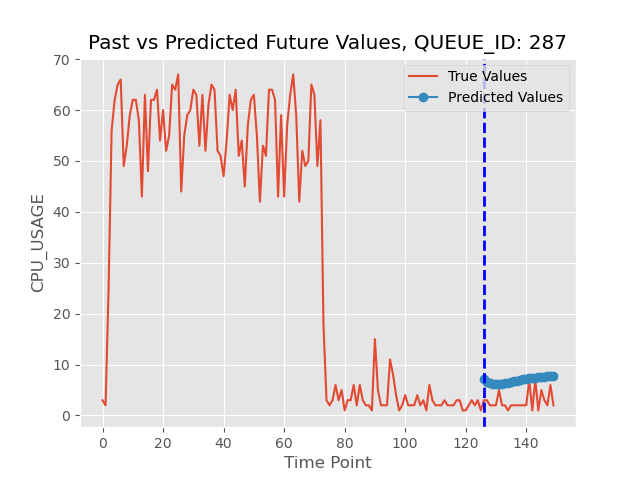 Past vs Predicted Future Values, QUEUE_ID: 287
True Values
Predicted Values
CPU_USAGE
70
60
50
40
30
20
10
0
0 20 40 60 80 100 120 140
Time Point